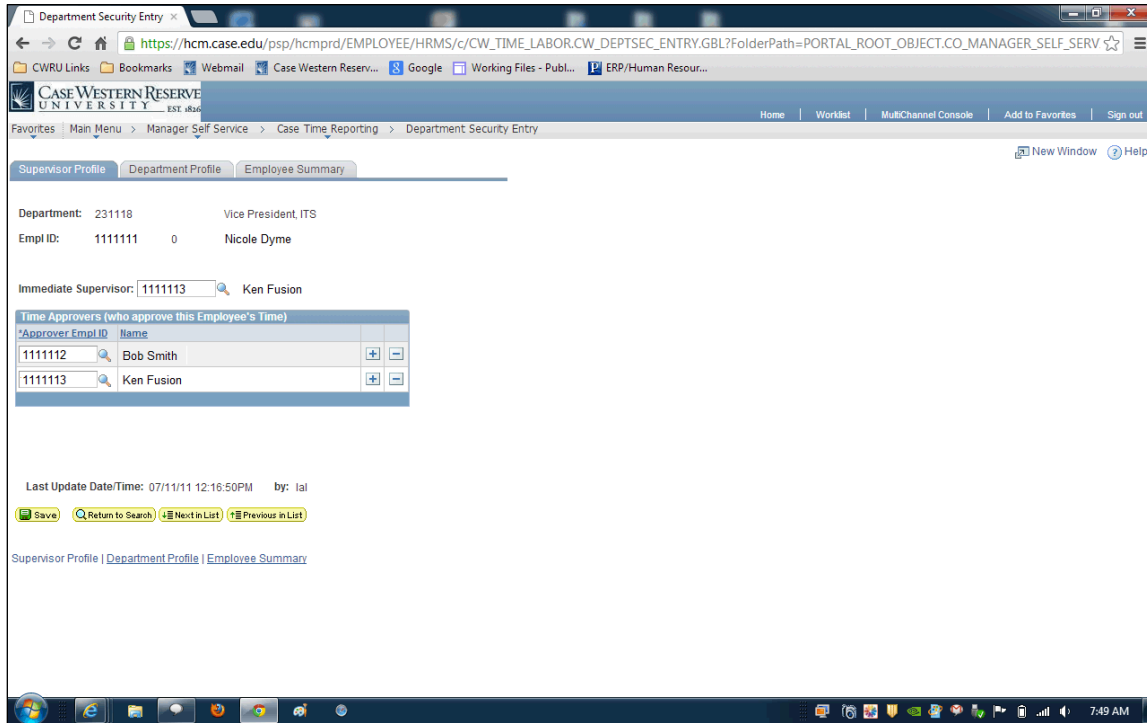 Department Security Entry
https://hcm.case.edu/psp/hcmprd/EMPLOYEE/HRMS/c/CW_TIME_LABOR.CW_DEPTSEC_ENTRY.GBL?FolderPath=PORTAL_ROOT_OBJECT.CO_MANAGER_SELF_SERV
CWRU Links Bookmarks Webmail Case Western Reserv... Google Working Files - Publ... ERP/Human Resour...
CASE WESTERN RESERVE
UNIVERSITY EST. 1826
Home | Worklist | MultiChannel Console | Add to Favorites | Sign out
Favorites Main Menu > Manager Self Service > Case Time Reporting > Department Security Entry
New Window ? Help
Supervisor Profile Department Profile Employee Summary
Department: 231118 Vice President, ITS
Empl ID: 1111111 0 Nicole Dyme
Immediate Supervisor: 1111113 Ken Fusion
Time Approvers (who approve this Employee's Time)
*Approver Empl ID Name
1111112 Bob Smith + −
1111113 Ken Fusion + −
Last Update Date/Time: 07/11/11 12:16:50PM by: lal
Save Return to Search Next in List Previous in List
Supervisor Profile | Department Profile | Employee Summary
7:49 AM